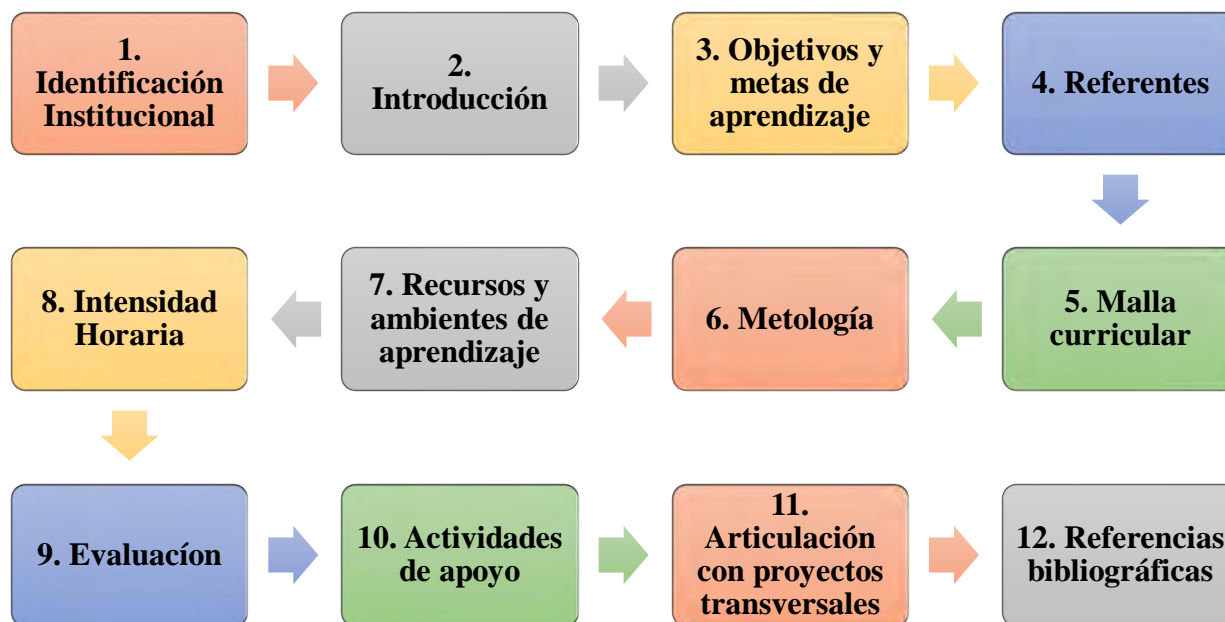 1.
Identificación
Institucional
2.
Introducción
3. Objetivos y
metas de
aprendizaje
4. Referentes
5. Malla
curricular
6. Metología
7. Recursos y
ambientes de
aprendizaje
8. Intensidad
Horaria
9. Evaluacíon
10. Actividades
de apoyo
11.
Articulación
con proyectos
transversales
12. Referencias
bibliográficas